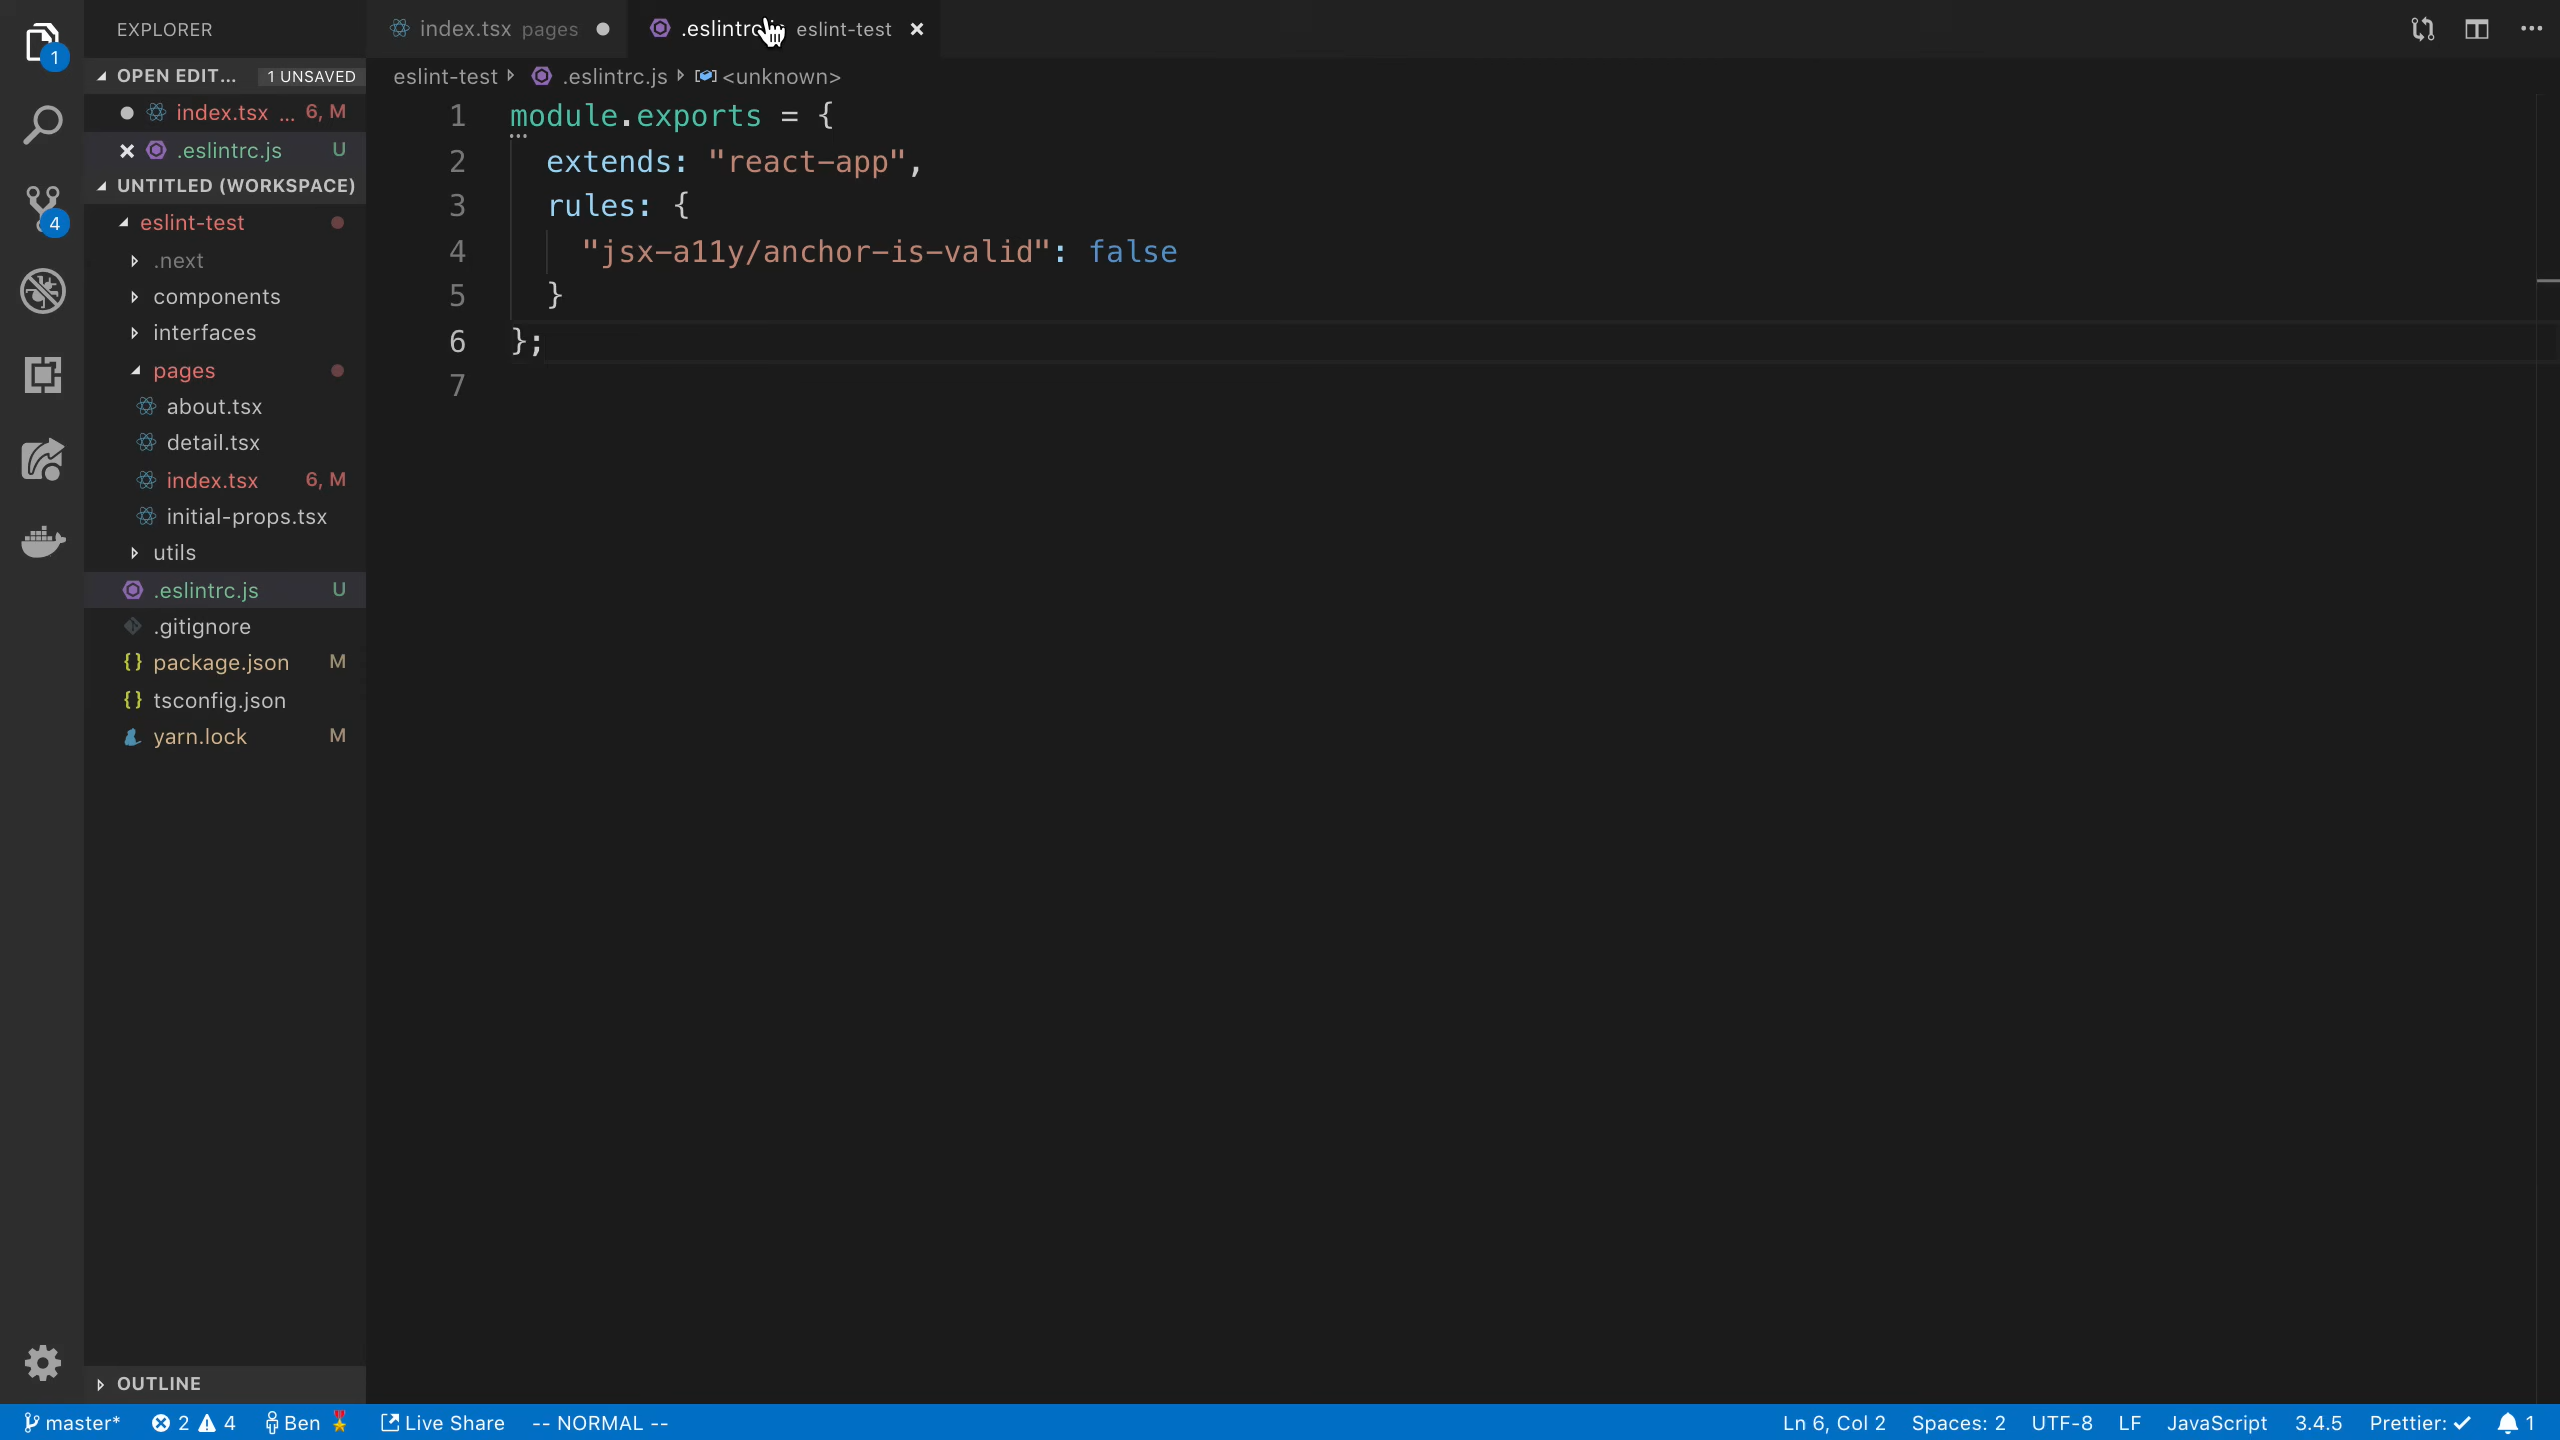 EXPLORER
OPEN EDIT... 1 UNSAVED
index.tsx ... 6, M
.eslintrc.js U
UNTITLED (WORKSPACE)
eslint-test
.next
components
interfaces
pages
about.tsx
detail.tsx
index.tsx 6, M
initial-props.tsx
utils
.eslintrc.js U
.gitignore
package.json M
tsconfig.json
yarn.lock M
OUTLINE
1
4
index.tsx pages
eslint-test
eslint-test .eslintrc.js <unknown>
1 module.exports = {
2 extends: "react-app",
3 rules: {
4 "jsx-a11y/anchor-is-valid": false
5 }
6 };
7
master* 2 4 Ben Live Share -- NORMAL -- Ln 6, Col 2 Spaces: 2 UTF-8 LF JavaScript 3.4.5 Prettier: 1